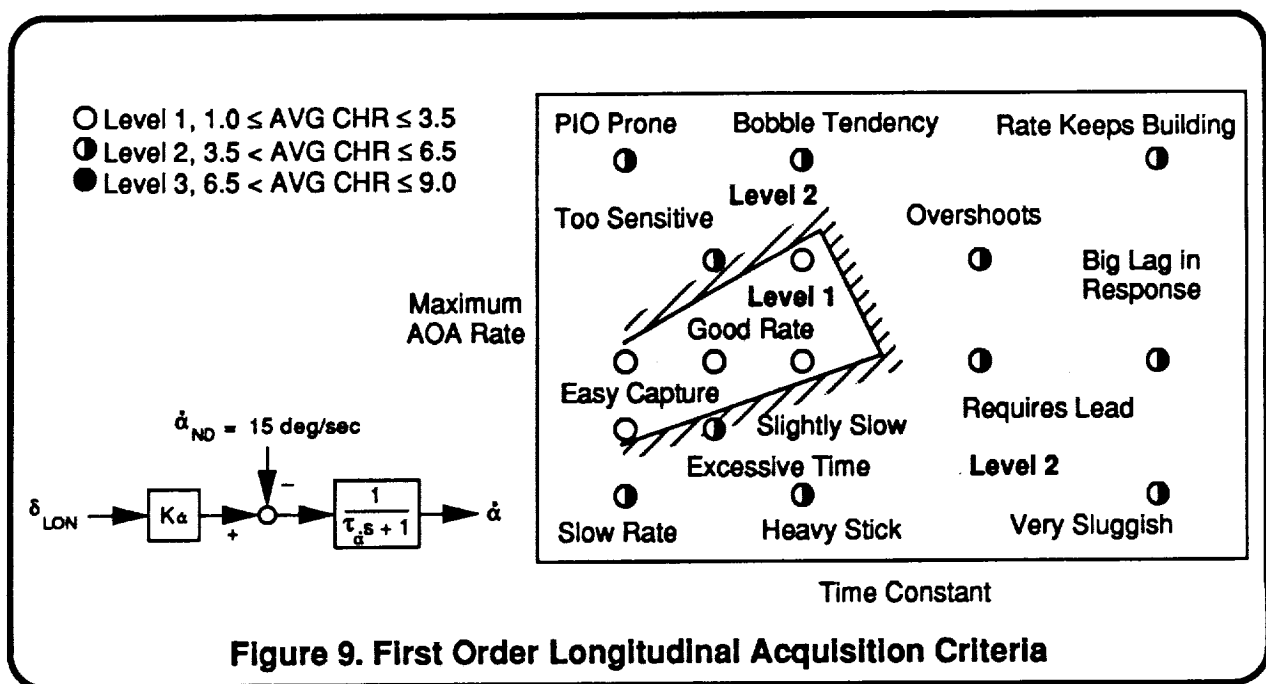 Level 1, 1.0 ≤ AVG CHR ≤ 3.5
Level 2, 3.5 < AVG CHR ≤ 6.5
Level 3, 6.5 < AVG CHR ≤ 9.0
PIO Prone
Bobble Tendency
Rate Keeps Building
Level 2
Too Sensitive
Overshoots
Big Lag in
Response
Level 1
Maximum
AOA Rate
Good Rate
Easy Capture
Requires Lead
Slightly Slow
Excessive Time
Level 2
Slow Rate
Heavy Stick
Very Sluggish
Time Constant
α̇ND = 15 deg/sec
−
δLON
Kα̇
+
1
τα̇s + 1
α̇
Figure 9. First Order Longitudinal Acquisition Criteria